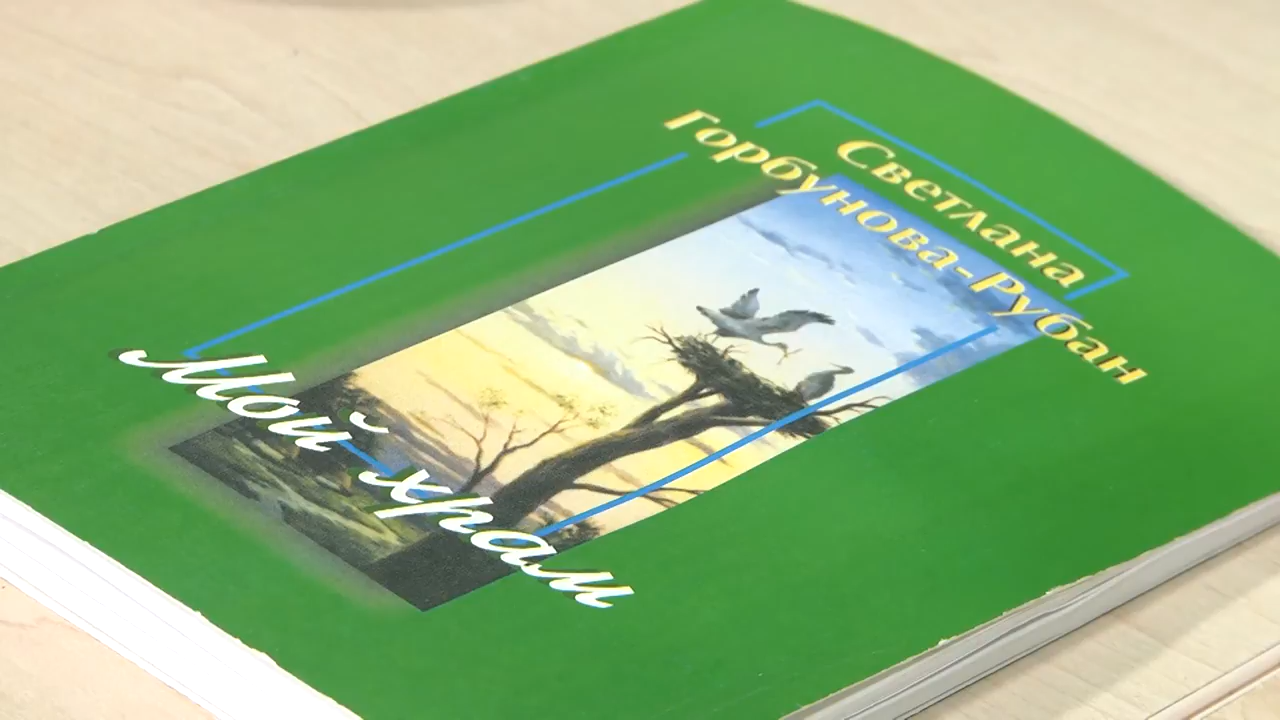 Светлана
Горбунова-Рубан
Мой храм